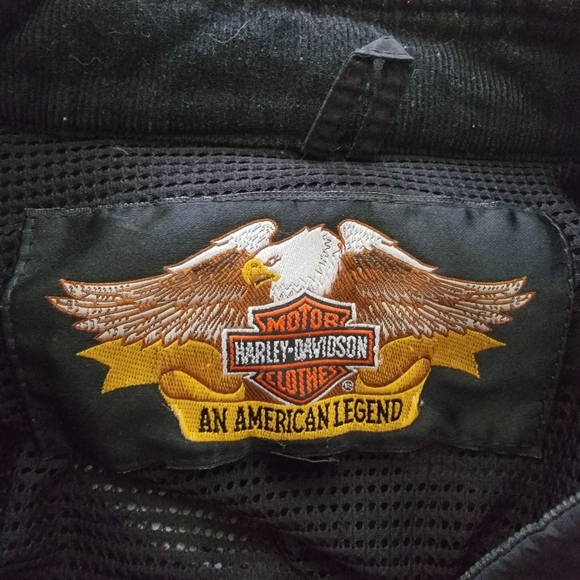 MOTOR
HARLEY-DAVIDSON
CLOTHES
®
AN AMERICAN LEGEND